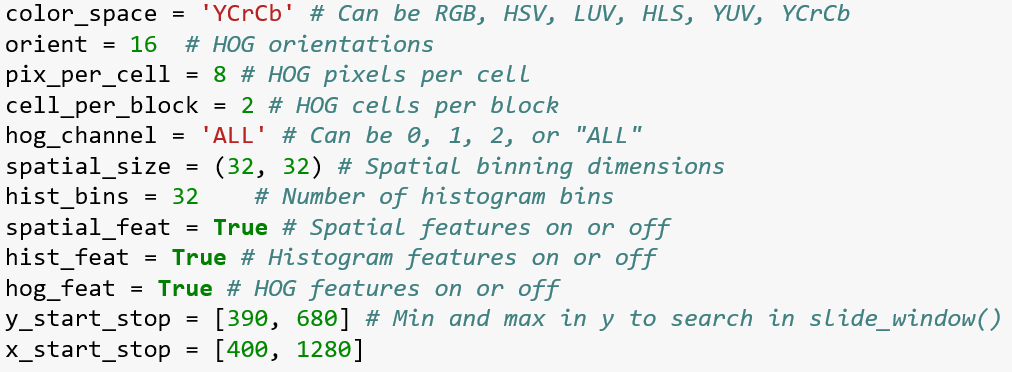 color_space = 'YCrCb' # Can be RGB, HSV, LUV, HLS, YUV, YCrCb
orient = 16  # HOG orientations
pix_per_cell = 8 # HOG pixels per cell
cell_per_block = 2 # HOG cells per block
hog_channel = 'ALL' # Can be 0, 1, 2, or "ALL"
spatial_size = (32, 32) # Spatial binning dimensions
hist_bins = 32    # Number of histogram bins
spatial_feat = True # Spatial features on or off
hist_feat = True # Histogram features on or off
hog_feat = True # HOG features on or off
y_start_stop = [390, 680] # Min and max in y to search in slide_window()
x_start_stop = [400, 1280]